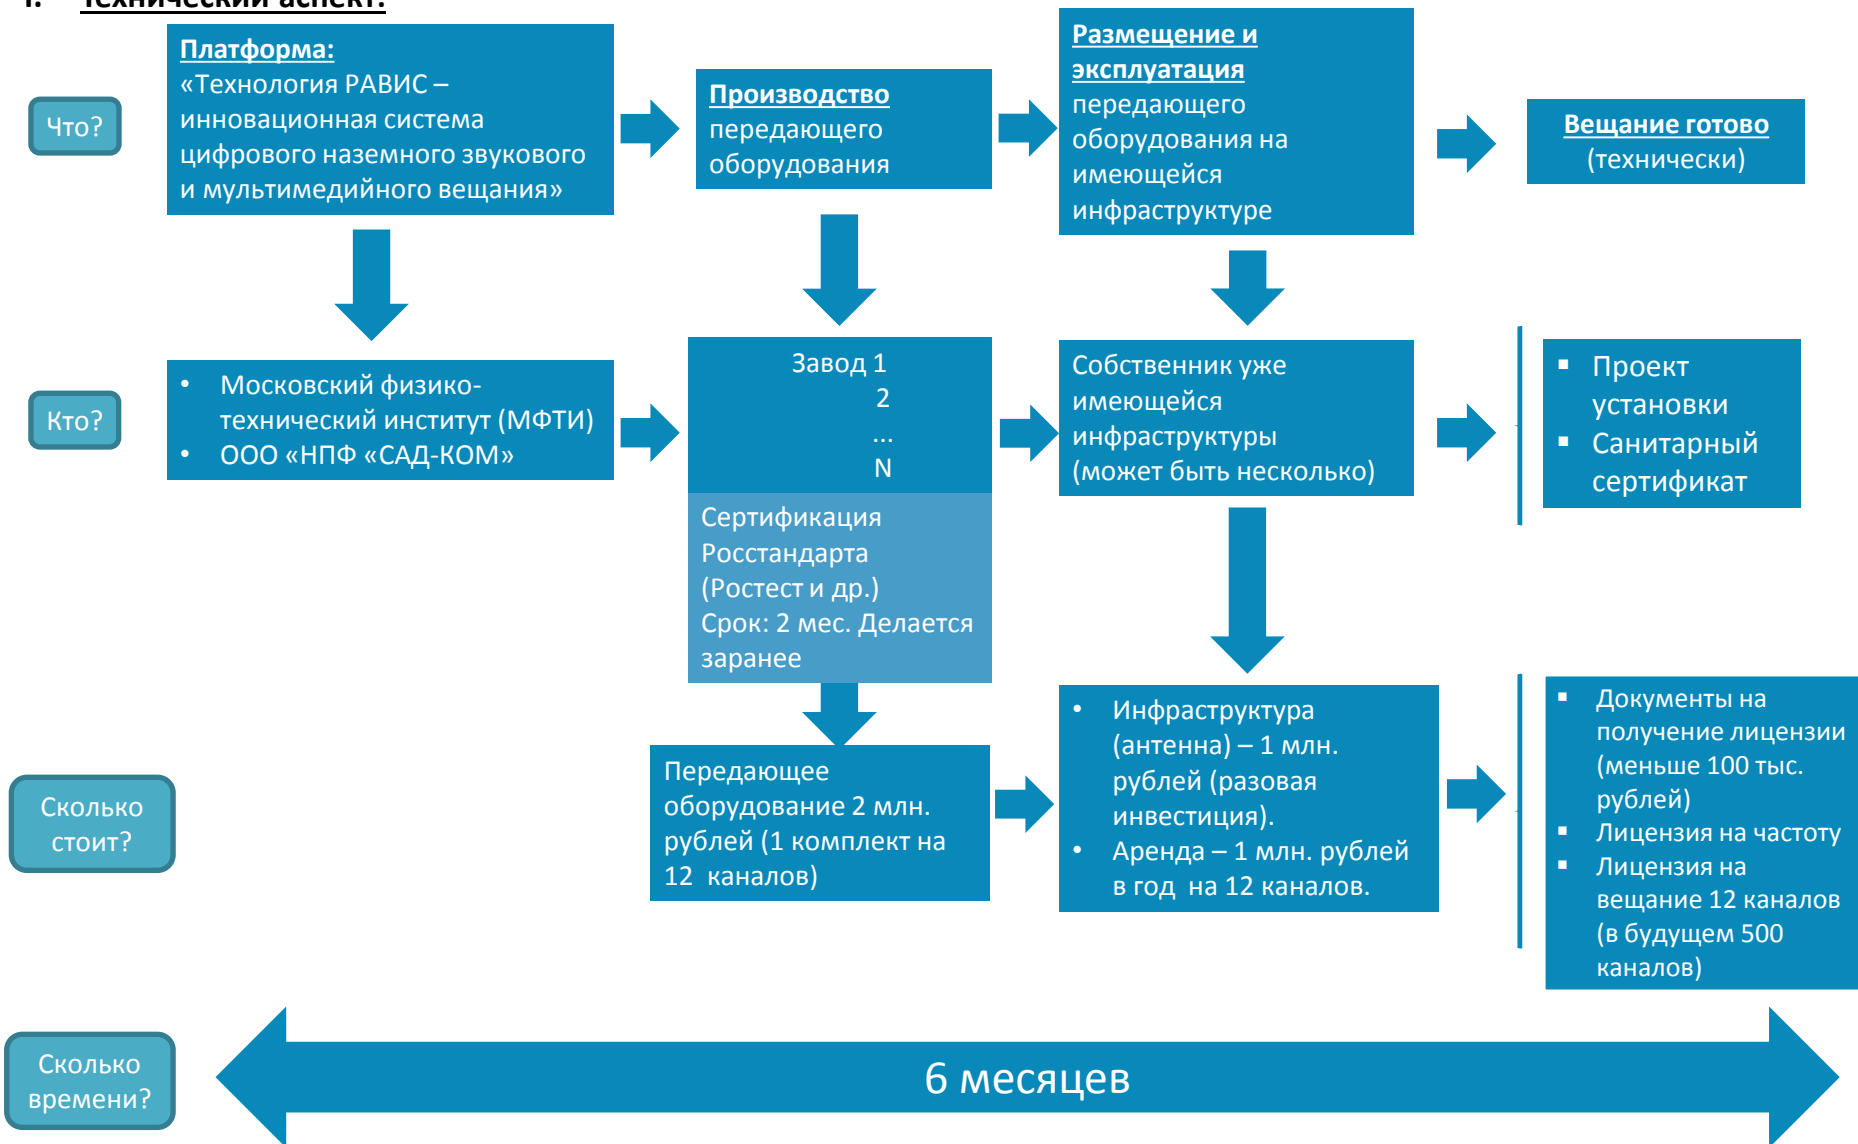 Технический аспект:
Что?
Платформа:
«Технология РАВИС –
инновационная система
цифрового наземного звукового
и мультимедийного вещания»
Производство
передающего
оборудования
Размещение и
эксплуатация
передающего
оборудования на
имеющейся
инфраструктуре
Вещание готово
(технически)
Кто?
• Московский физико-
технический институт (МФТИ)
• ООО «НПФ «САД-КОМ»
Завод 1
2
...
N
Сертификация
Росстандарта
(Ростест и др.)
Срок: 2 мес. Делается
заранее
Собственник уже
имеющейся
инфраструктуры
(может быть несколько)
▪ Проект
установки
▪ Санитарный
сертификат
Сколько
стоит?
Передающее
оборудование 2 млн.
рублей (1 комплект на
12 каналов)
• Инфраструктура
(антенна) – 1 млн.
рублей (разовая
инвестиция).
• Аренда – 1 млн. рублей
в год на 12 каналов.
▪ Документы на
получение лицензии
(меньше 100 тыс.
рублей)
▪ Лицензия на частоту
▪ Лицензия на
вещание 12 каналов
(в будущем 500
каналов)
Сколько
времени?
6 месяцев